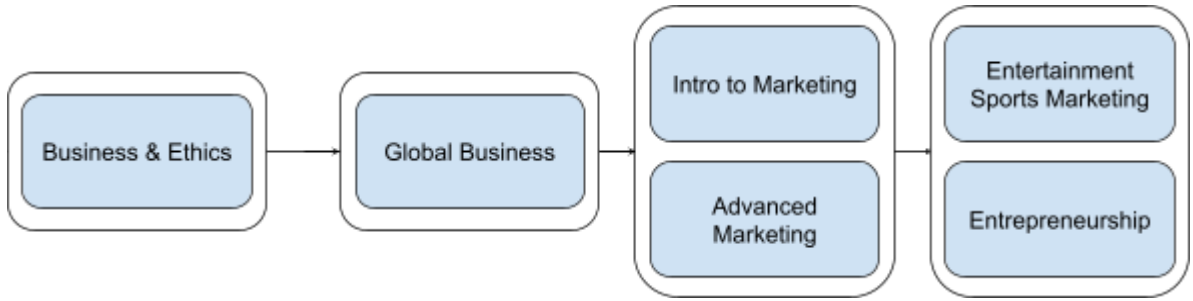 Business & Ethics
Global Business
Intro to Marketing
Advanced
Marketing
Entertainment
Sports Marketing
Entrepreneurship